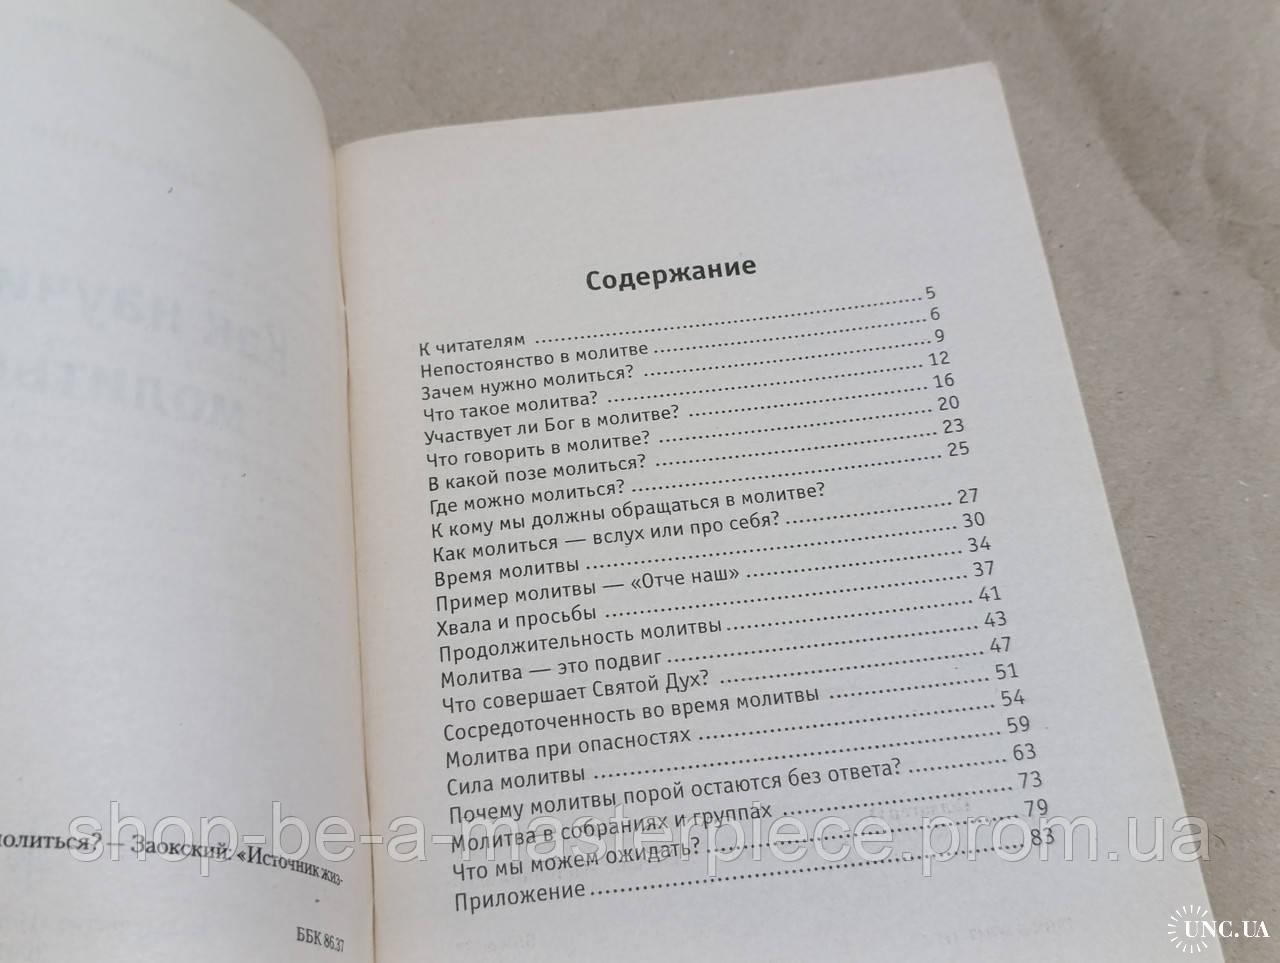 Как научи
молитьс
молиться? – Заокский: «Источник жиз-
ББК 86.37
Содержание
К читателям ........ 5
Непостоянство в молитве ........ 6
Зачем нужно молиться? ........ 9
Что такое молитва? ........ 12
Участвует ли Бог в молитве? ........ 16
Что говорить в молитве? ........ 20
В какой позе молиться? ........ 23
Где можно молиться? ........ 25
К кому мы должны обращаться в молитве?
Как молиться — вслух или про себя? ........ 27
Время молитвы ........ 30
Пример молитвы — «Отче наш» ........ 34
Хвала и просьбы ........ 37
Продолжительность молитвы ........ 41
Молитва — это подвиг ........ 43
Что совершает Святой Дух? ........ 47
Сосредоточенность во время молитвы ........ 51
Молитва при опасностях ........ 54
Сила молитвы ........ 59
Почему молитвы порой остаются без ответа? ........ 63
Молитва в собраниях и группах ........ 73
Что мы можем ожидать? ........ 79
Приложение ........ 83
shop-be-a-masterpiece.prom.ua
UNC.UA